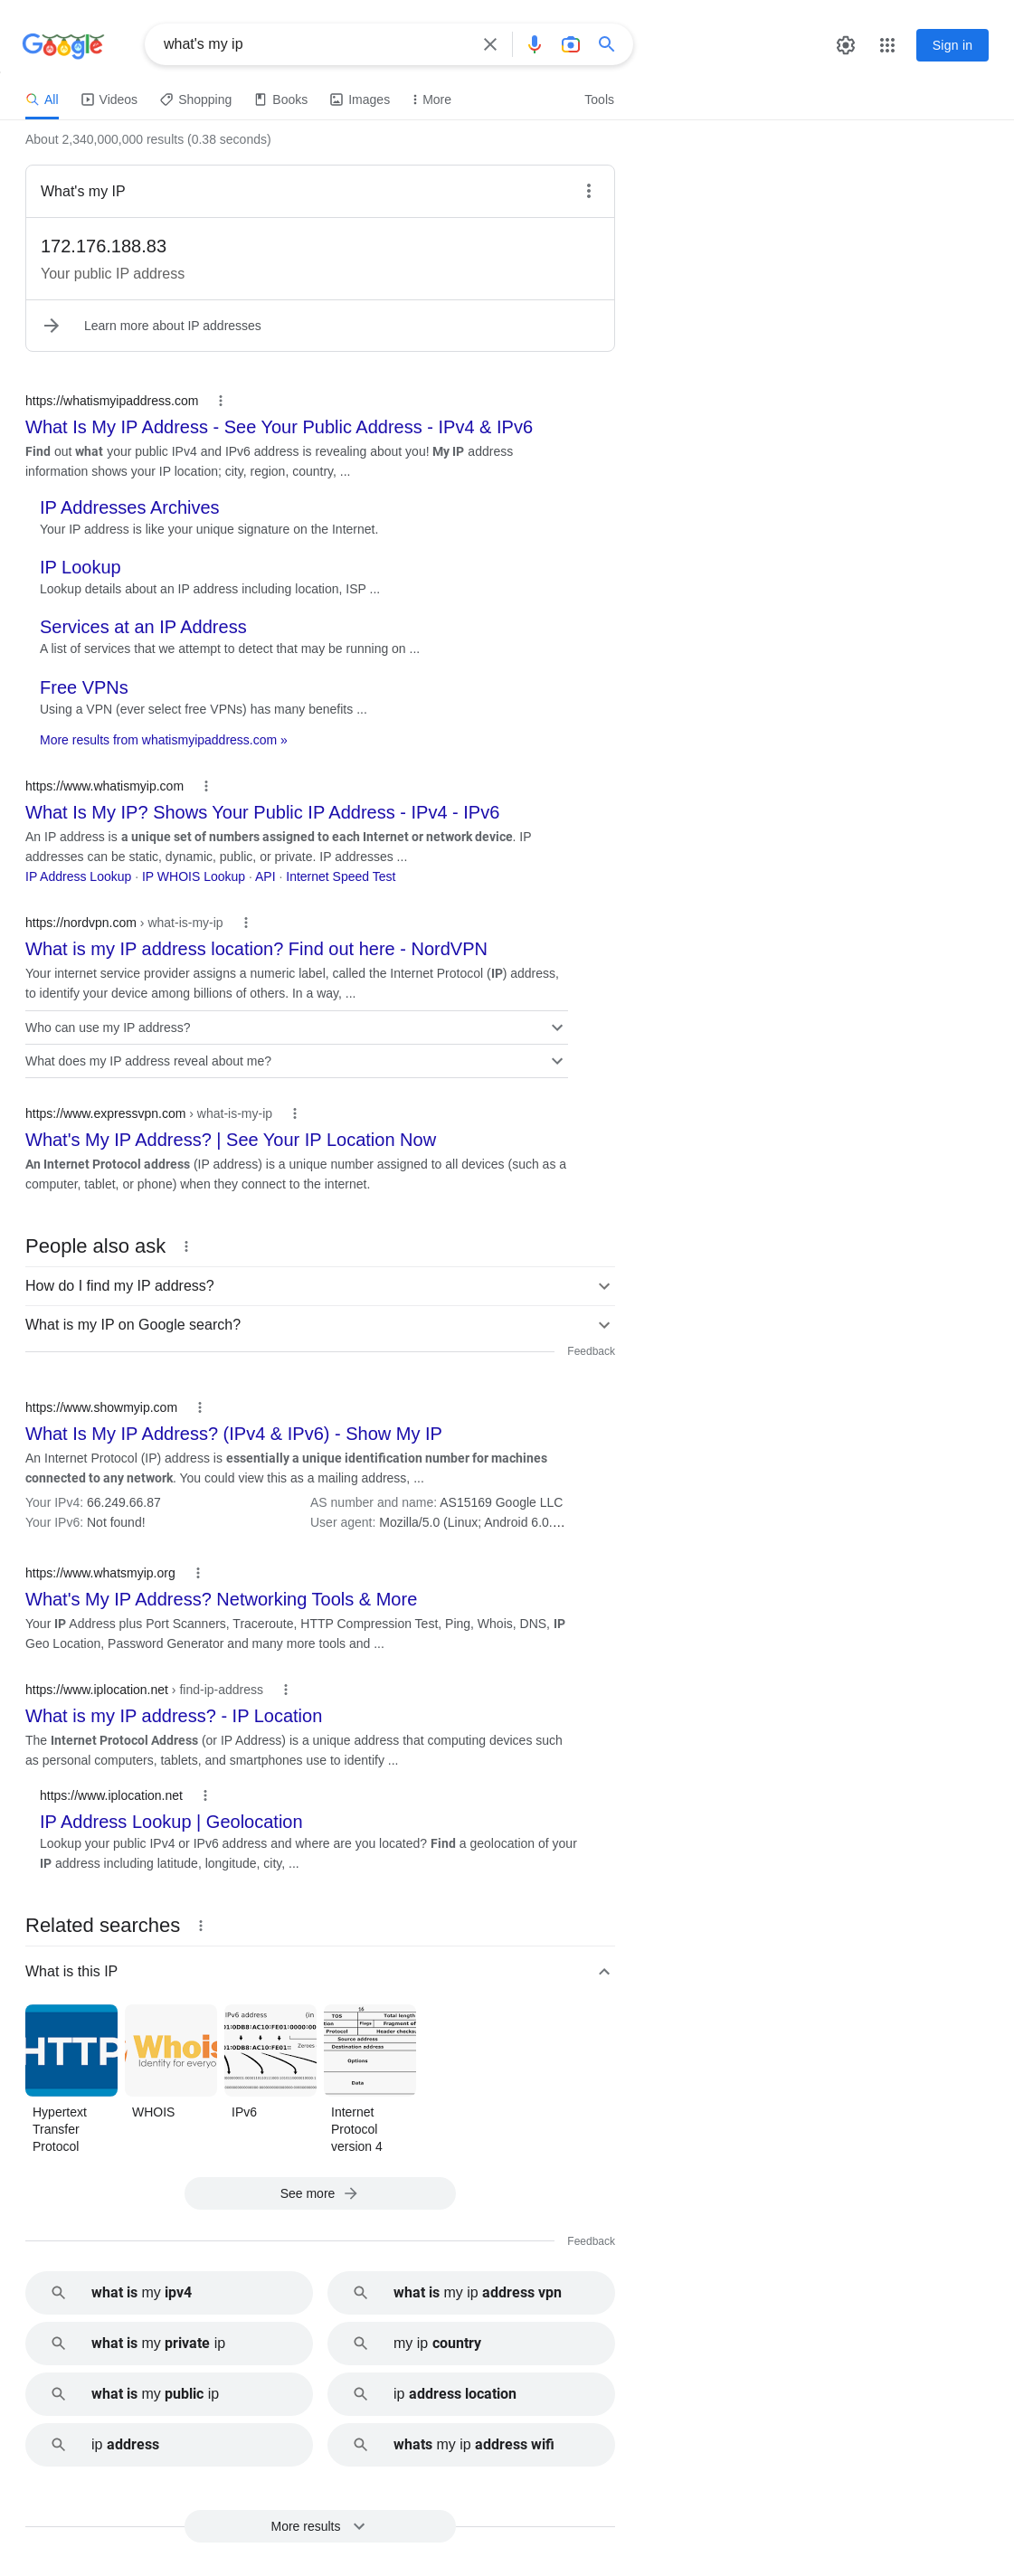 Google
what's my ip
Sign in
All
Videos
Shopping
Books
Images
More
Tools
About 2,340,000,000 results (0.38 seconds)
What's my IP
172.176.188.83
Your public IP address
Learn more about IP addresses
https://whatismyipaddress.com
What Is My IP Address - See Your Public Address - IPv4 & IPv6
Find out what your public IPv4 and IPv6 address is revealing about you! My IP address
information shows your IP location; city, region, country, ...
IP Addresses Archives
Your IP address is like your unique signature on the Internet.
IP Lookup
Lookup details about an IP address including location, ISP ...
Services at an IP Address
A list of services that we attempt to detect that may be running on ...
Free VPNs
Using a VPN (ever select free VPNs) has many benefits ...
More results from whatismyipaddress.com »
https://www.whatismyip.com
What Is My IP? Shows Your Public IP Address - IPv4 - IPv6
An IP address is a unique set of numbers assigned to each Internet or network device. IP
addresses can be static, dynamic, public, or private. IP addresses ...
IP Address Lookup · IP WHOIS Lookup · API · Internet Speed Test
https://nordvpn.com › what-is-my-ip
What is my IP address location? Find out here - NordVPN
Your internet service provider assigns a numeric label, called the Internet Protocol (IP) address,
to identify your device among billions of others. In a way, ...
Who can use my IP address?
What does my IP address reveal about me?
https://www.expressvpn.com › what-is-my-ip
What's My IP Address? | See Your IP Location Now
An Internet Protocol address (IP address) is a unique number assigned to all devices (such as a
computer, tablet, or phone) when they connect to the internet.
People also ask
How do I find my IP address?
What is my IP on Google search?
Feedback
https://www.showmyip.com
What Is My IP Address? (IPv4 & IPv6) - Show My IP
An Internet Protocol (IP) address is essentially a unique identification number for machines
connected to any network. You could view this as a mailing address, ...
Your IPv4: 66.249.66.87
AS number and name: AS15169 Google LLC
Your IPv6: Not found!
User agent: Mozilla/5.0 (Linux; Android 6.0....
https://www.whatsmyip.org
What's My IP Address? Networking Tools & More
Your IP Address plus Port Scanners, Traceroute, HTTP Compression Test, Ping, Whois, DNS, IP
Geo Location, Password Generator and many more tools and ...
https://www.iplocation.net › find-ip-address
What is my IP address? - IP Location
The Internet Protocol Address (or IP Address) is a unique address that computing devices such
as personal computers, tablets, and smartphones use to identify ...
https://www.iplocation.net
IP Address Lookup | Geolocation
Lookup your public IPv4 or IPv6 address and where are you located? Find a geolocation of your
IP address including latitude, longitude, city, ...
Related searches
What is this IP
HTTP
Whois
Identity for everyo
IPv6 address (in
Zeroes
16
TOS Total length
Flags Fragment of
Protocol Header checksu
Source address
Destination address
Options
Data
Hypertext
Transfer
Protocol
WHOIS
IPv6
Internet
Protocol
version 4
See more
Feedback
what is my ipv4
what is my ip address vpn
what is my private ip
my ip country
what is my public ip
ip address location
ip address
whats my ip address wifi
More results